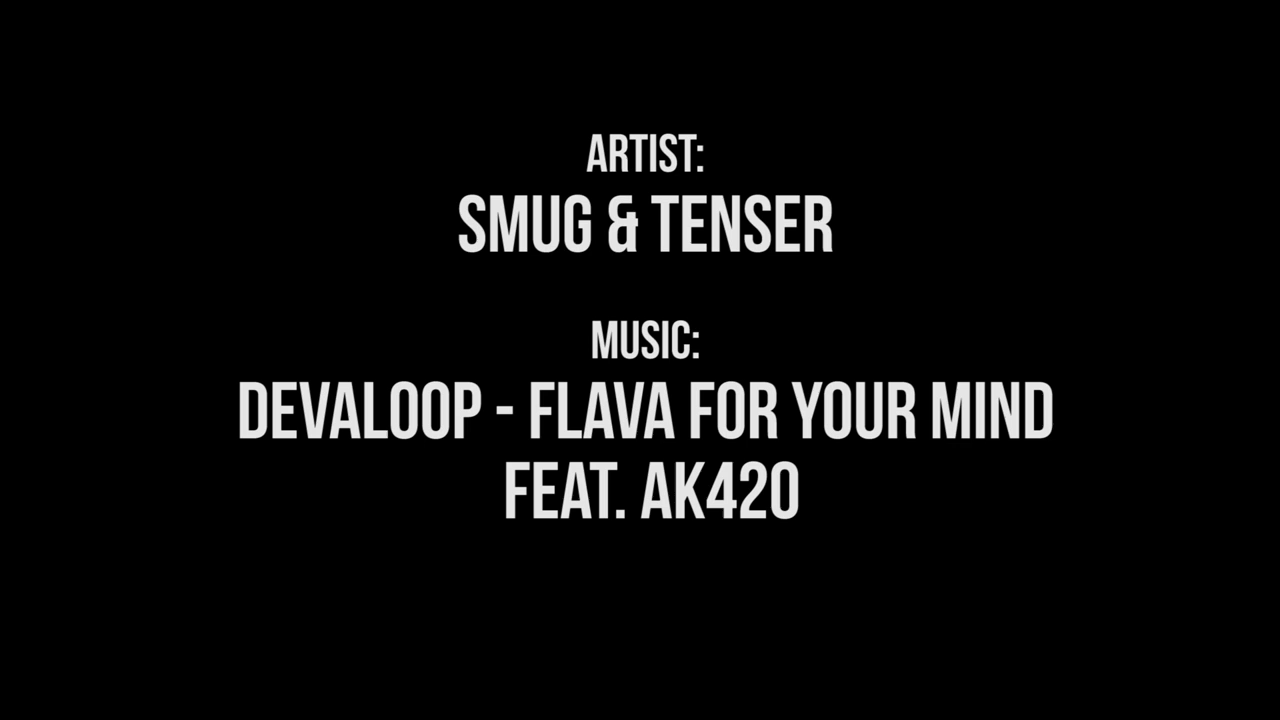 ARTIST:
SMUG & TENSER
MUSIC:
DEVALOOP - FLAVA FOR YOUR MIND
FEAT. AK420